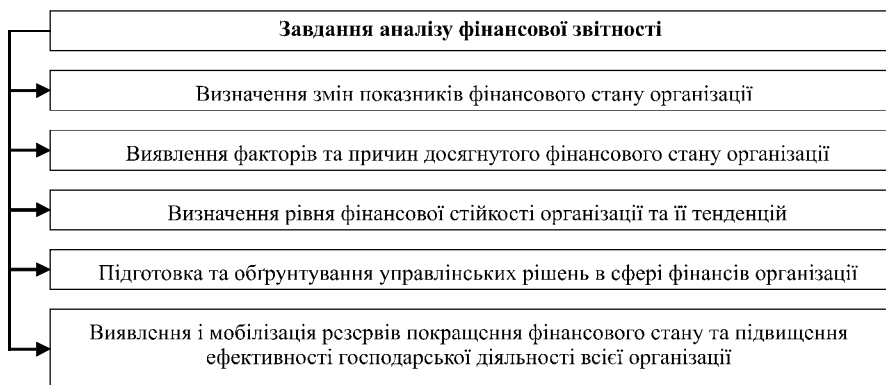 Завдання аналізу фінансової звітності
Визначення змін показників фінансового стану організації
Виявлення факторів та причин досягнутого фінансового стану організації
Визначення рівня фінансової стійкості організації та її тенденцій
Підготовка та обґрунтування управлінських рішень в сфері фінансів організації
Виявлення і мобілізація резервів покращення фінансового стану та підвищення
ефективності господарської діяльності всієї організації